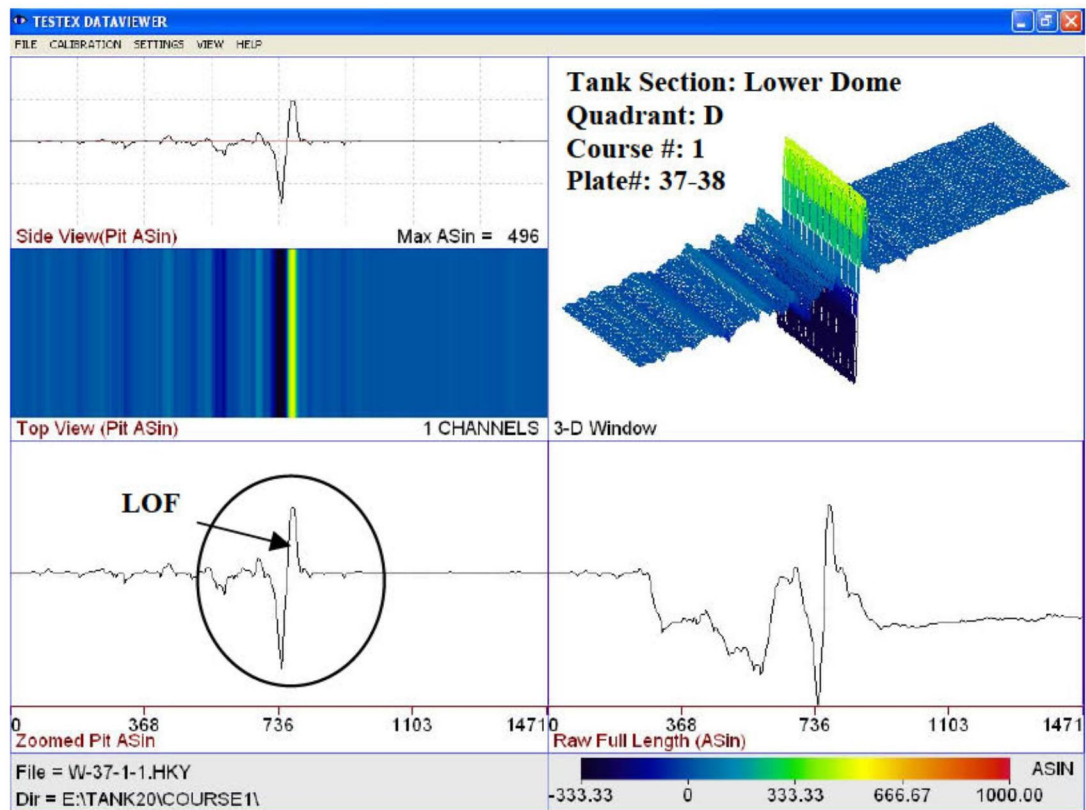 TESTEX DATAVIEWER
FILE CALIBRATION SETTINGS VIEW HELP
Side View(Pit ASin) Max ASin = 496
Top View (Pit ASin) 1 CHANNELS
Tank Section: Lower Dome
Quadrant: D
Course #: 1
Plate#: 37-38
3-D Window
LOF
0 368 736 1103 1471
Zoomed Pit ASin
0 368 736 1103 1471
Raw Full Length (ASin)
File = W-37-1-1.HKY
Dir = E:\TANK20\COURSE1\
ASIN
-333.33 0 333.33 666.67 1000.00